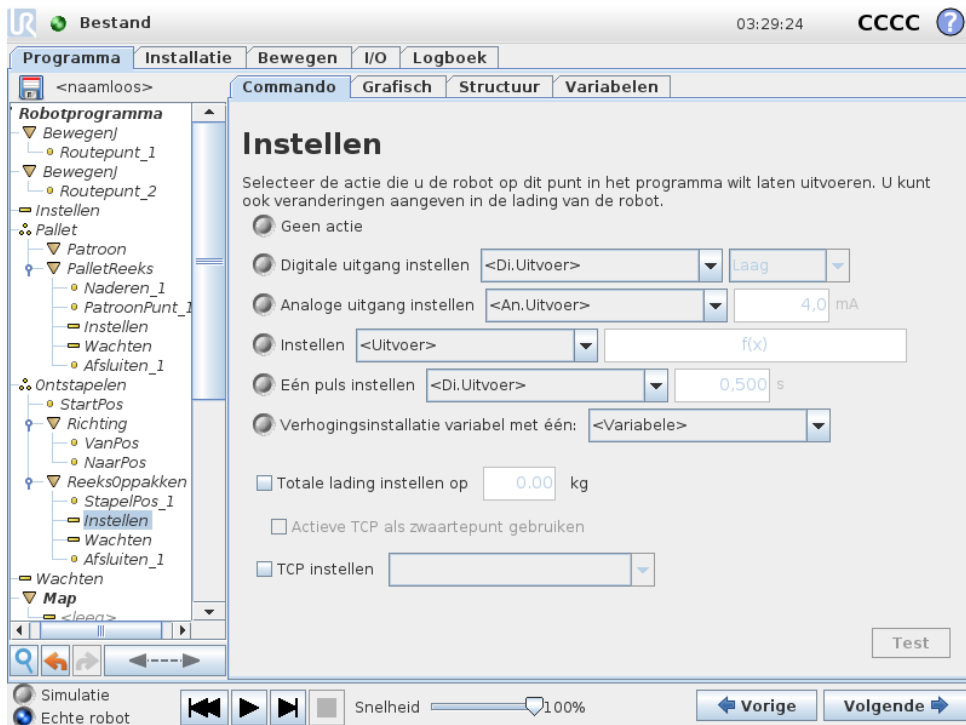 UR
Bestand
03:29:24
CCCC
?
Programma
Installatie
Bewegen
I/O
Logboek
<naamloos>
Commando
Grafisch
Structuur
Variabelen
Robotprogramma
BewegenJ
Routepunt_1
BewegenJ
Routepunt_2
Instellen
Pallet
Patroon
PalletReeks
Naderen_1
PatroonPunt_1
Instellen
Wachten
Afsluiten_1
Ontstapelen
StartPos
Richting
VanPos
NaarPos
ReeksOppakken
StapelPos_1
Instellen
Wachten
Afsluiten_1
Wachten
Map
<leeg>
Instellen
Selecteer de actie die u de robot op dit punt in het programma wilt laten uitvoeren. U kunt
ook veranderingen aangeven in de lading van de robot.
Geen actie
Digitale uitgang instellen <Di.Uitvoer> Laag
Analoge uitgang instellen <An.Uitvoer> 4,0 mA
Instellen <Uitvoer> f(x)
Eén puls instellen <Di.Uitvoer> 0,500 s
Verhogingsinstallatie variabel met één: <Variabele>
Totale lading instellen op 0.00 kg
Actieve TCP als zwaartepunt gebruiken
TCP instellen
Test
Simulatie
Echte robot
Snelheid 100%
Vorige
Volgende